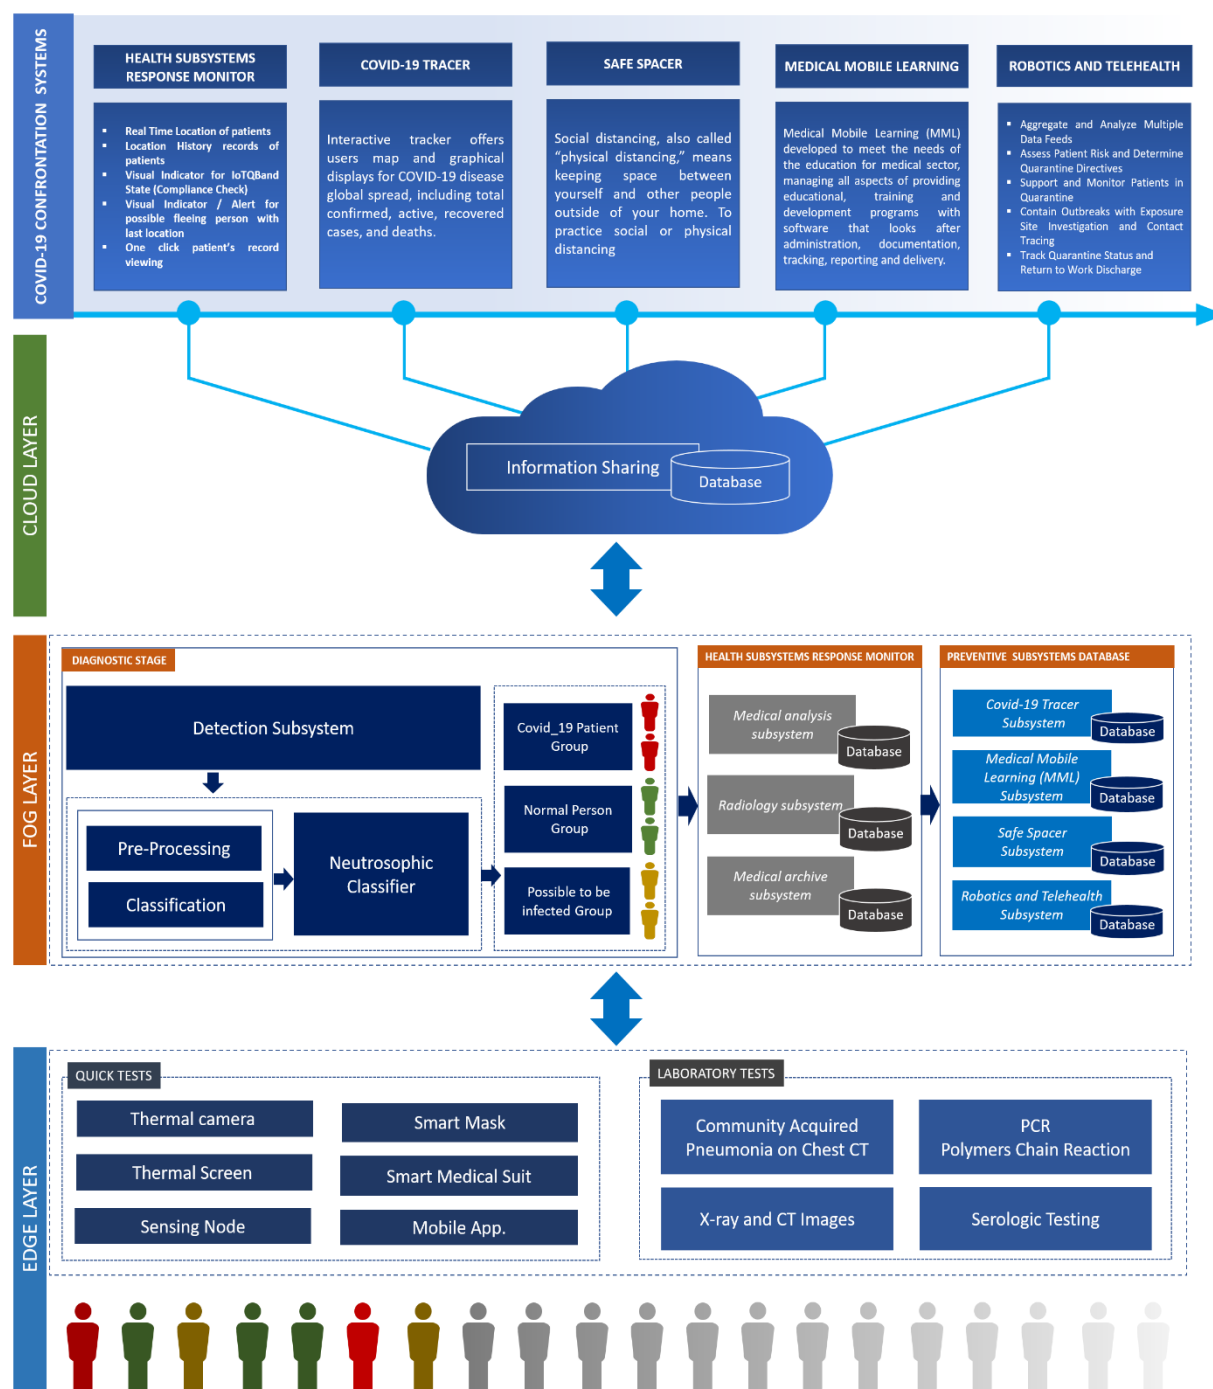 COVID-19 CONFRONTATION SYSTEMS
HEALTH SUBSYSTEMS
RESPONSE MONITOR
Real Time Location of patients
Location History records of
patients
Visual Indicator for IoTQBand
State (Compliance Check)
Visual Indicator / Alert for
possible fleeing person with
last location
One click patient's record
viewing
COVID-19 TRACER
Interactive tracker offers
users map and graphical
displays for COVID-19 disease
global spread, including total
confirmed, active, recovered
cases, and deaths.
SAFE SPACER
Social distancing, also called
“physical distancing,” means
keeping space between
yourself and other people
outside of your home. To
practice social or physical
distancing
MEDICAL MOBILE LEARNING
Medical Mobile Learning (MML)
developed to meet the needs of
the education for medical sector,
managing all aspects of providing
educational, training and
development programs with
software that looks after
administration, documentation,
tracking, reporting and delivery.
ROBOTICS AND TELEHEALTH
Aggregate and Analyze Multiple
Data Feeds
Assess Patient Risk and Determine
Quarantine Directives
Support and Monitor Patients in
Quarantine
Contain Outbreaks with Exposure
Site Investigation and Contact
Tracing
Track Quarantine Status and
Return to Work Discharge
CLOUD LAYER
Information Sharing
Database
FOG LAYER
DIAGNOSTIC STAGE
Detection Subsystem
Pre-Processing
Classification
Neutrosophic
Classifier
Covid_19 Patient
Group
Normal Person
Group
Possible to be
infected Group
HEALTH SUBSYSTEMS RESPONSE MONITOR
Medical analysis
subsystem
Database
Radiology subsystem
Database
Medical archive
subsystem
Database
PREVENTIVE SUBSYSTEMS DATABASE
Covid-19 Tracer
Subsystem
Database
Medical Mobile
Learning (MML)
Subsystem
Database
Safe Spacer
Subsystem
Database
Robotics and Telehealth
Subsystem
Database
EDGE LAYER
QUICK TESTS
Thermal camera
Smart Mask
Thermal Screen
Smart Medical Suit
Sensing Node
Mobile App.
LABORATORY TESTS
Community Acquired
Pneumonia on Chest CT
PCR
Polymers Chain Reaction
X-ray and CT Images
Serologic Testing